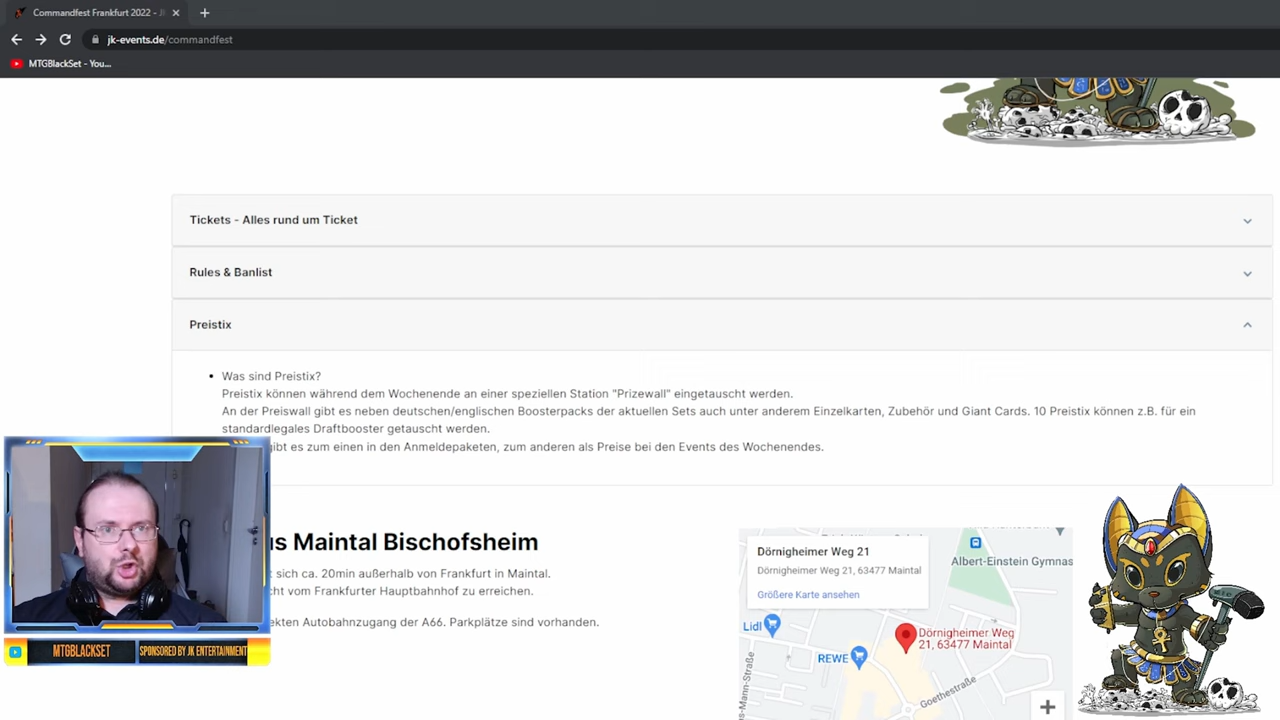 Commandfest Frankfurt 2022 - J
jk-events.de/commandfest
MTGBlackSet - You...
Tickets - Alles rund um Ticket
Rules & Banlist
Preistix
Was sind Preistix?
Preistix können während dem Wochenende an einer speziellen Station "Prizewall" eingetauscht werden.
An der Preiswall gibt es neben deutschen/englischen Boosterpacks der aktuellen Sets auch unter anderem Einzelkarten, Zubehör und Giant Cards. 10 Preistix können z.B. für ein
standardlegales Draftbooster getauscht werden.
gibt es zum einen in den Anmeldepaketen, zum anderen als Preise bei den Events des Wochenendes.
us Maintal Bischofsheim
sich ca. 20min außerhalb von Frankfurt in Maintal.
cht vom Frankfurter Hauptbahnhof zu erreichen.
ekten Autobahnzugang der A66. Parkplätze sind vorhanden.
Dörnigheimer Weg 21
Dörnigheimer Weg 21, 63477 Maintal
Größere Karte ansehen
Albert-Einstein Gymnas
Lidl
REWE
Dörnigheimer Weg
21, 63477 Maintal
Goethestraße
-Mann-Straße
MTGBLACKSET
SPONSORED BY JK ENTERTAINMENT